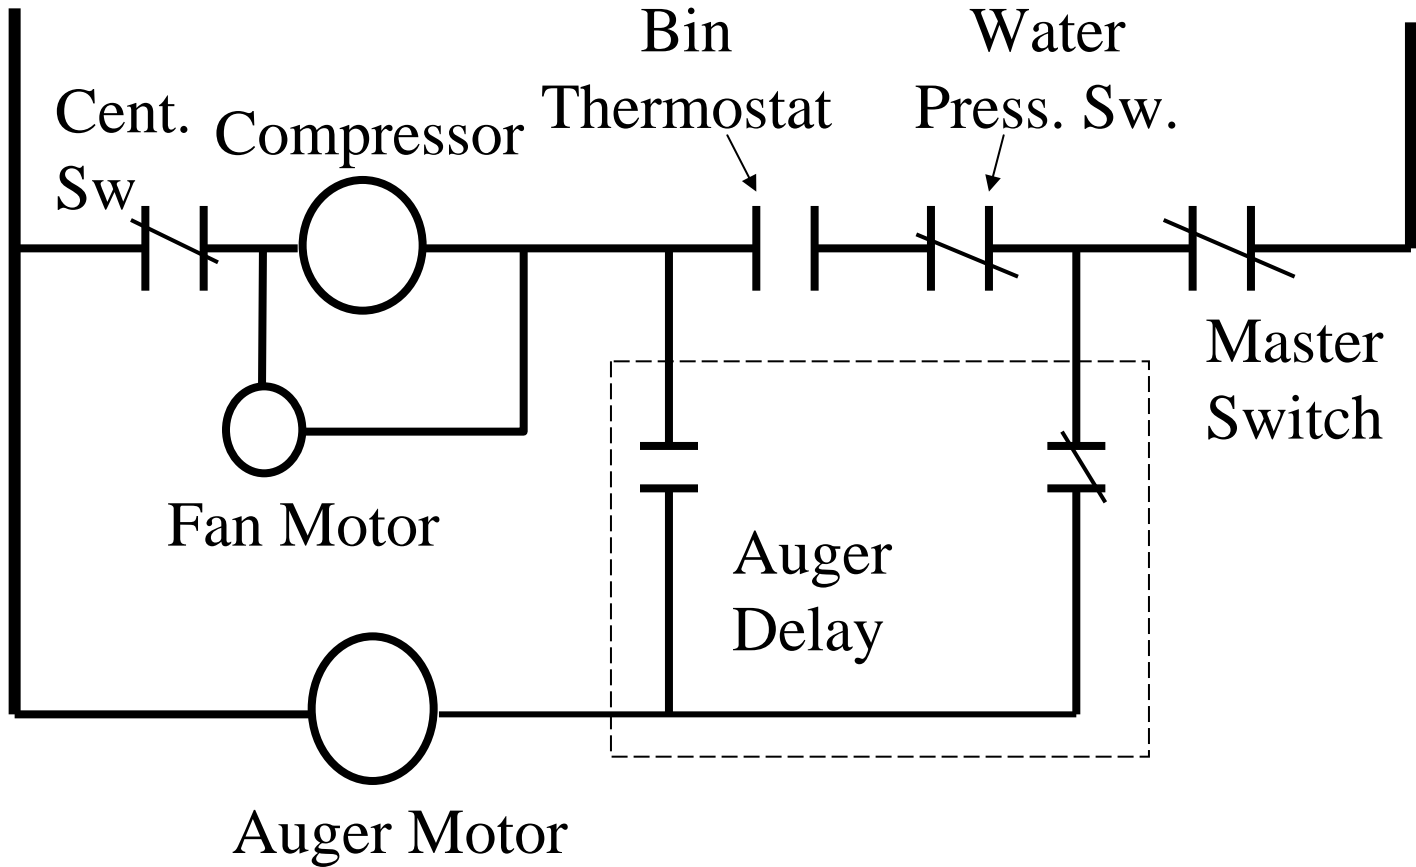 Bin
Thermostat
Water
Press. Sw.
Cent.
Sw
Compressor
Master
Switch
Fan Motor
Auger
Delay
Auger Motor